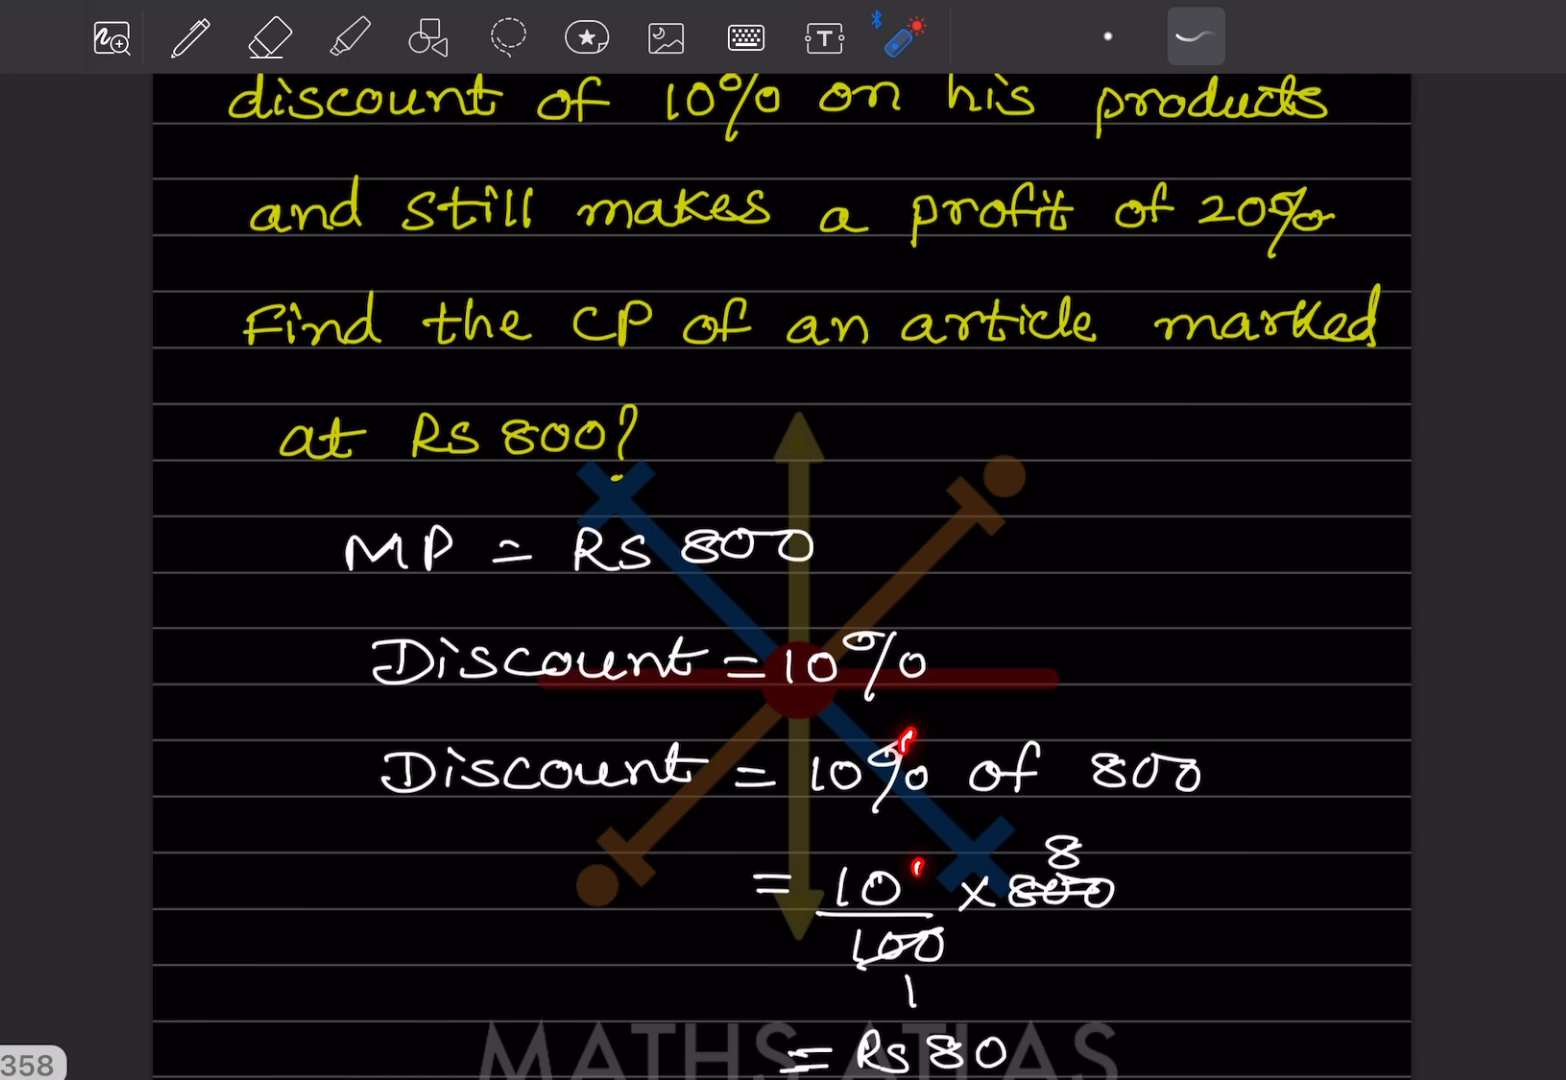 discount of 10% on his products
and still makes a profit of 20%
Find the CP of an article marked
at Rs 800?
MP = Rs 800
Discount = 10%
Discount = 10% of 800
8
= 10 × 800
100
1
= Rs 80
MATHS ATLAS
358